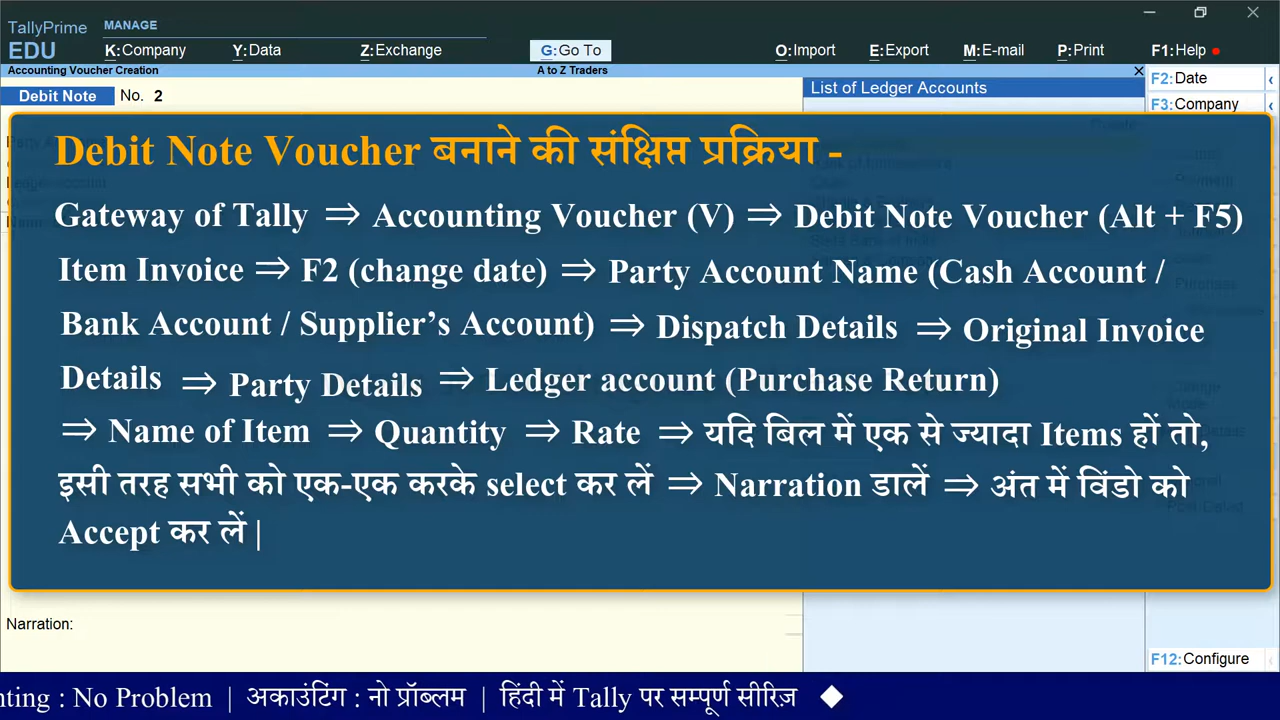 TallyPrime
EDU
MANAGE
K:Company Y:Data Z:Exchange G:Go To O:Import E:Export M:E-mail P:Print F1:Help
Accounting Voucher Creation A to Z Traders
Debit Note No. 2
List of Ledger Accounts
F2:Date
F3:Company
Debit Note Voucher बनाने की संक्षिप्त प्रक्रिया -
Gateway of Tally ⇒ Accounting Voucher (V) ⇒ Debit Note Voucher (Alt + F5)
Item Invoice ⇒ F2 (change date) ⇒ Party Account Name (Cash Account /
Bank Account / Supplier’s Account) ⇒ Dispatch Details ⇒ Original Invoice
Details ⇒ Party Details ⇒ Ledger account (Purchase Return)
⇒ Name of Item ⇒ Quantity ⇒ Rate ⇒ यदि बिल में एक से ज्यादा Items हों तो,
इसी तरह सभी को एक-एक करके select कर लें ⇒ Narration डालें ⇒ अंत में विंडो को
Accept कर लें |
Narration:
F12:Configure
nting : No Problem | अकाउंटिंग : नो प्रॉब्लम | हिंदी में Tally पर सम्पूर्ण सीरिज़ ◆